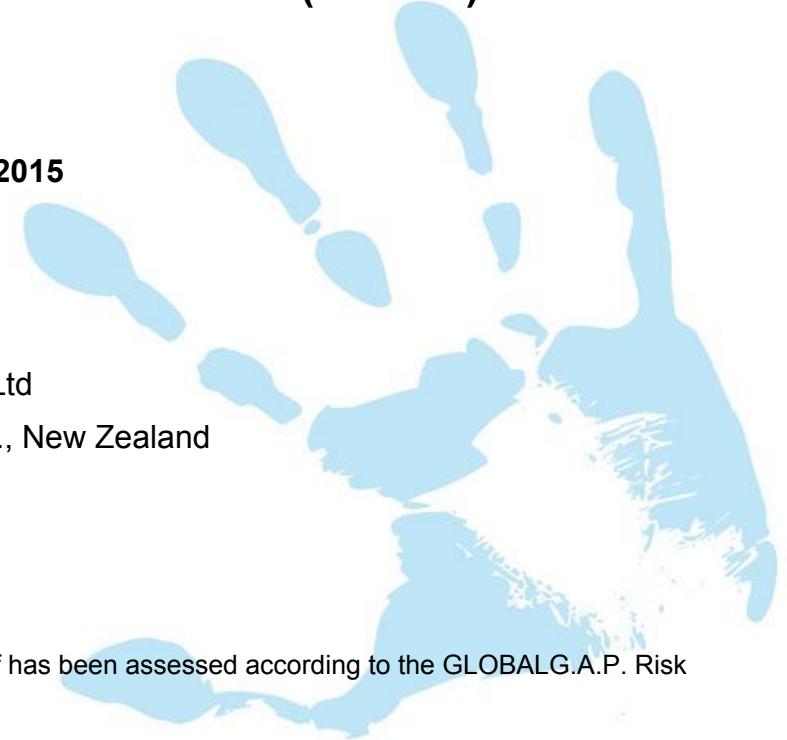 2015
Ltd
., New Zealand
has been assessed according to the GLOBALG.A.P. Risk